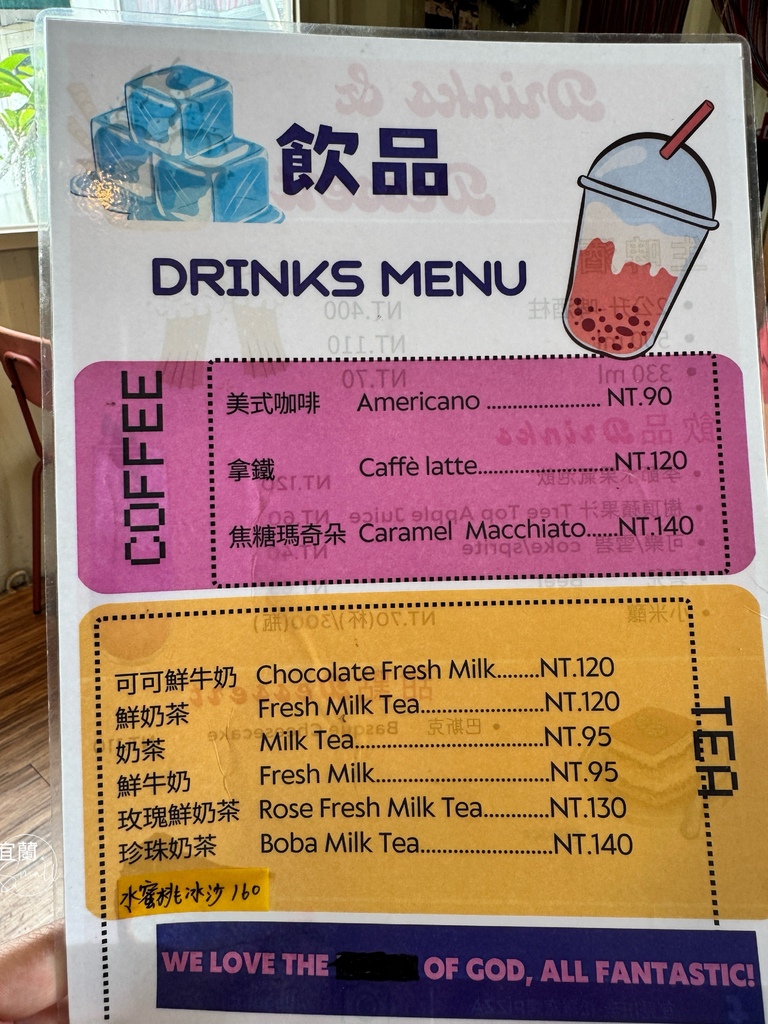 飲品
DRINKS MENU
COFFEE
美式咖啡 Americano ..................... NT.90
拿鐵 Caffè latte.........................NT.120
焦糖瑪奇朵 Caramel Macchiato......NT.140
TEA
可可鮮牛奶 Chocolate Fresh Milk........NT.120
鮮奶茶 Fresh Milk Tea......................NT.120
奶茶 Milk Tea..................................NT.95
鮮牛奶 Fresh Milk...............................NT.95
玫瑰鮮奶茶 Rose Fresh Milk Tea............NT.130
珍珠奶茶 Boba Milk Tea.......................NT.140
水蜜桃冰沙 160
WE LOVE THE OF GOD, ALL FANTASTIC!
宜蘭